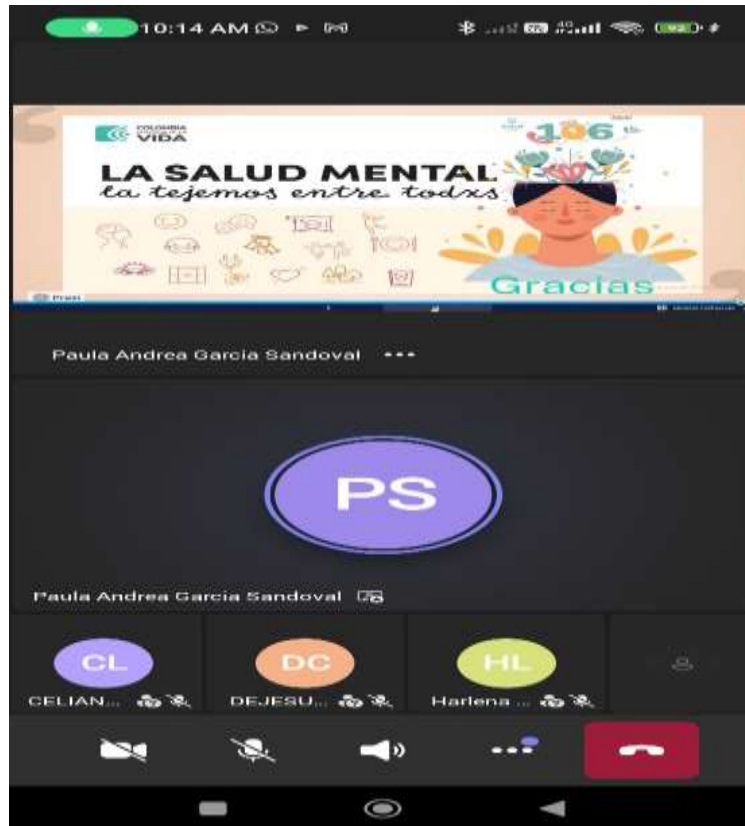 10:14 AM
92
COLOMBIA
VIDA
106
LA SALUD MENTAL
la tejemos entre todxs
Gracias
Prezi
Paula Andrea Garcia Sandoval
PS
Paula Andrea Garcia Sandoval
CL
DC
HL
CELIAN...
DEJESU...
Harlena ...